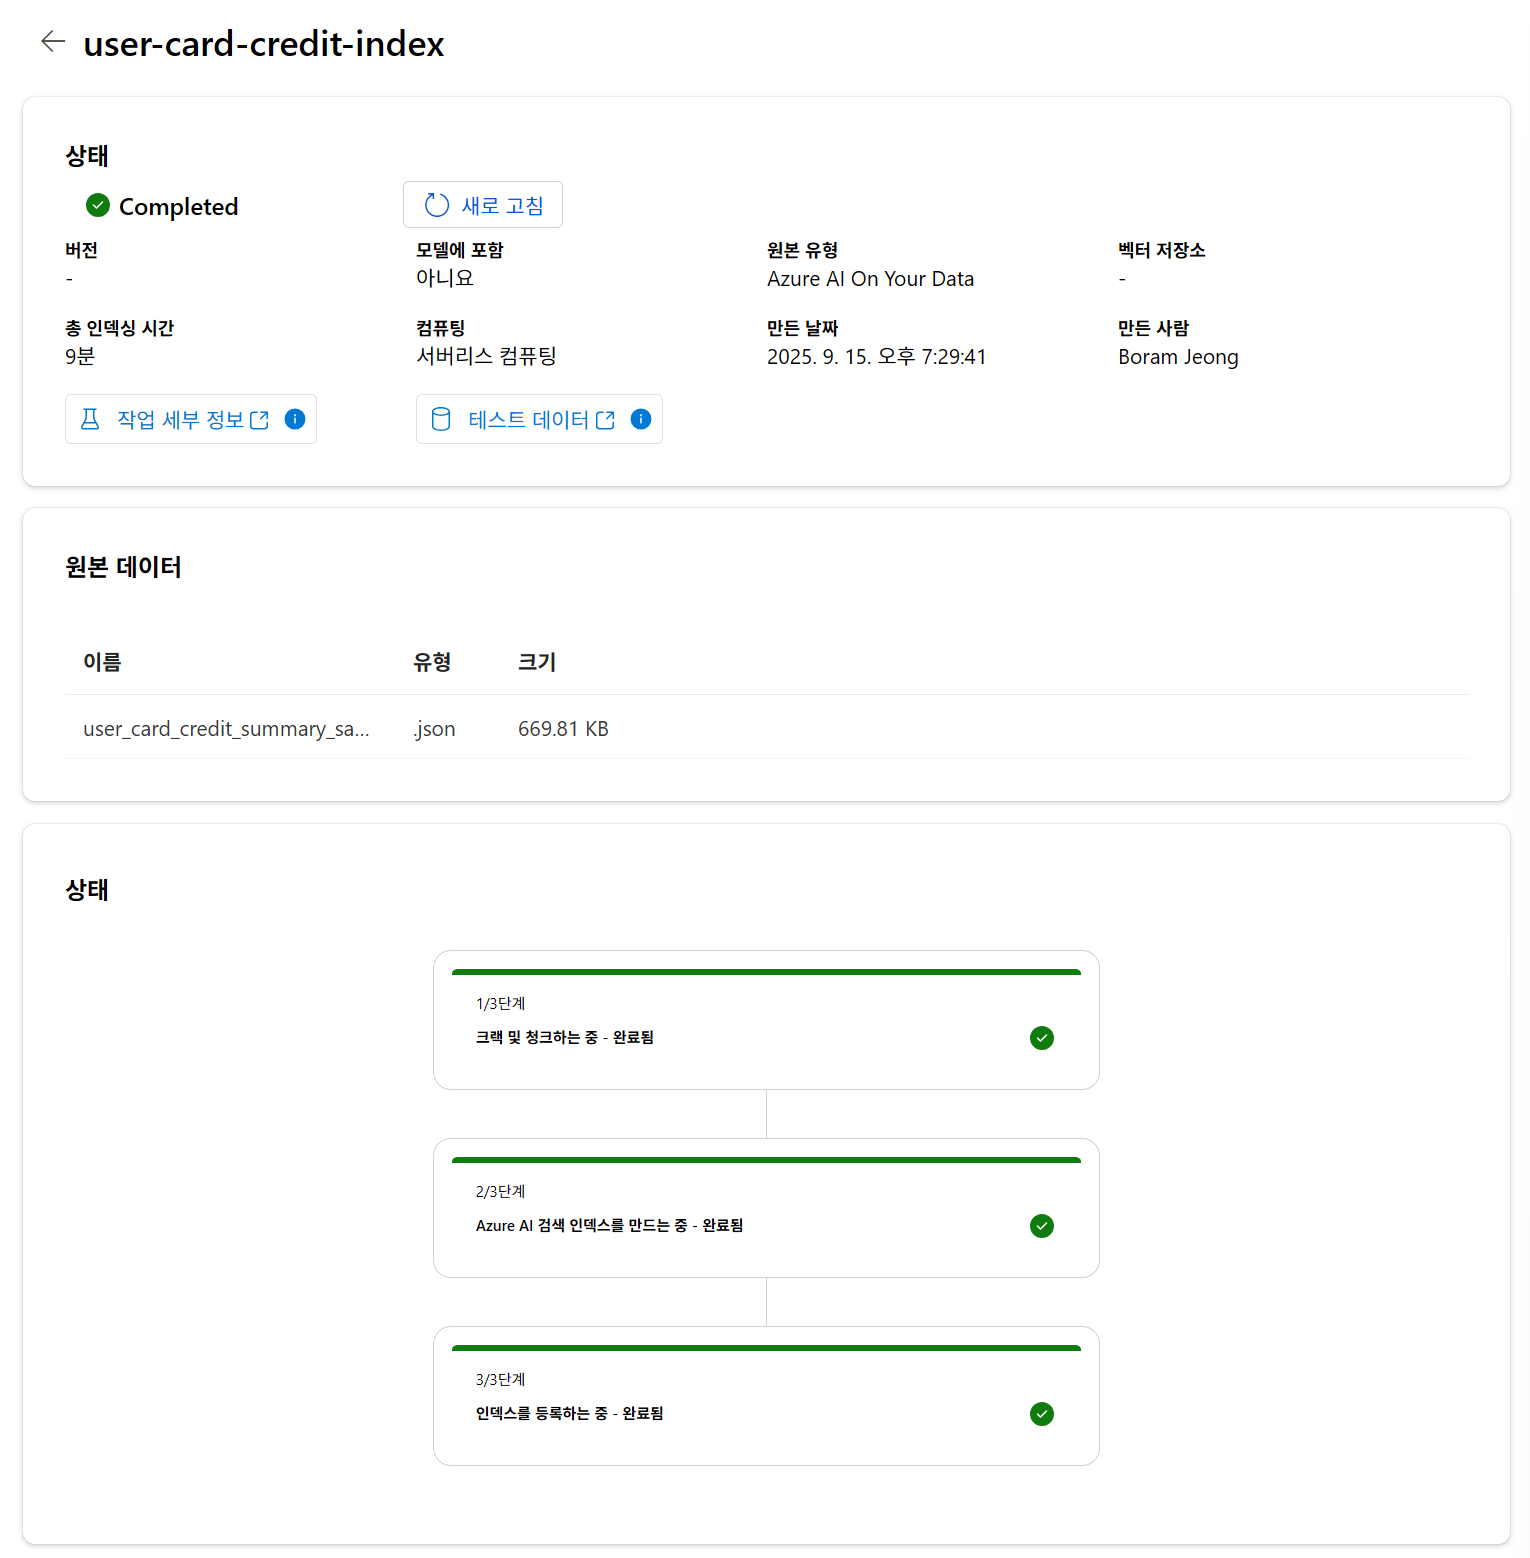 user-card-credit-index
상태
Completed
새로 고침
버전
-
모델에 포함
아니요
원본 유형
Azure AI On Your Data
벡터 저장소
-
총 인덱싱 시간
9분
컴퓨팅
서버리스 컴퓨팅
만든 날짜
2025. 9. 15. 오후 7:29:41
만든 사람
Boram Jeong
작업 세부 정보
테스트 데이터
원본 데이터
이름 유형 크기
user_card_credit_summary_sa... .json 669.81 KB
상태
1/3단계
크랙 및 청크하는 중 - 완료됨
2/3단계
Azure AI 검색 인덱스를 만드는 중 - 완료됨
3/3단계
인덱스를 등록하는 중 - 완료됨